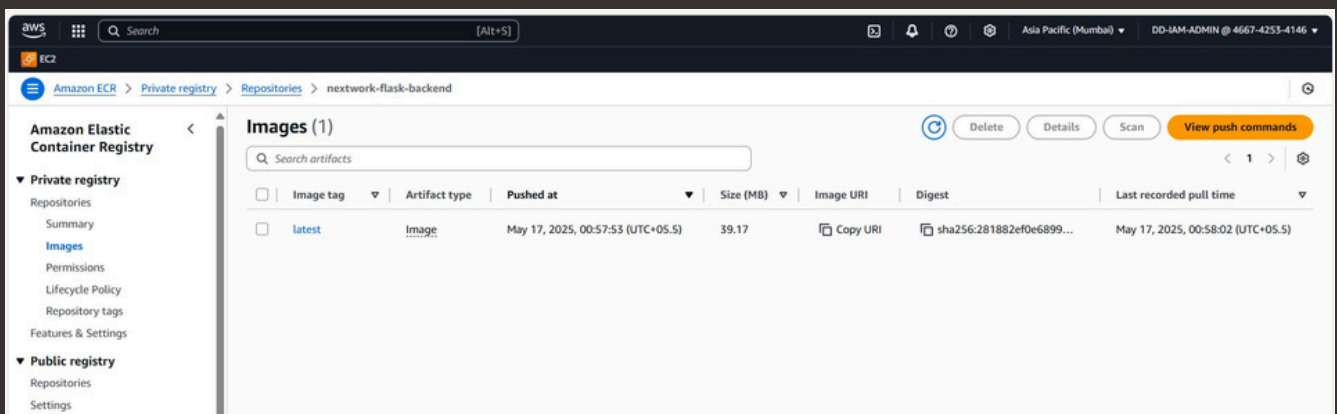 aws Search [Alt+S] Asia Pacific (Mumbai) DD-IAM-ADMIN @ 4667-4253-4146
EC2
Amazon ECR > Private registry > Repositories > nextwork-flask-backend
Amazon Elastic Container Registry
Private registry
Repositories
Summary
Images
Permissions
Lifecycle Policy
Repository tags
Features & Settings
Public registry
Repositories
Settings
Images (1) Delete Details Scan View push commands
Search artifacts < 1 >
Image tag Artifact type Pushed at Size (MB) Image URI Digest Last recorded pull time
latest Image May 17, 2025, 00:57:53 (UTC+05.5) 39.17 Copy URI sha256:281882ef0e6899... May 17, 2025, 00:58:02 (UTC+05.5)